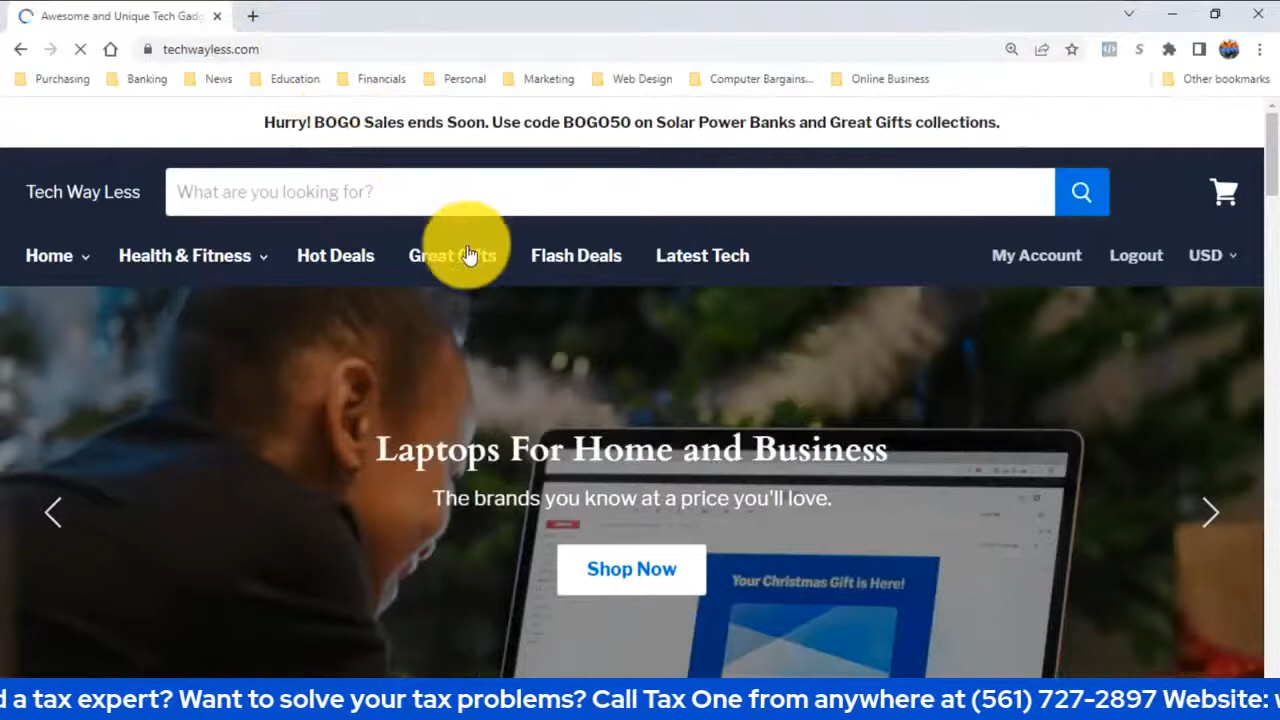 Awesome and Unique Tech Gad
techwayless.com
Purchasing Banking News Education Financials Personal Marketing Web Design Computer Bargains... Online Business Other bookmarks
Hurry! BOGO Sales ends Soon. Use code BOGO50 on Solar Power Banks and Great Gifts collections.
Tech Way Less What are you looking for?
Home Health & Fitness Hot Deals Great Gifts Flash Deals Latest Tech My Account Logout USD
Laptops For Home and Business
The brands you know at a price you'll love.
Shop Now
Your Christmas Gift is Here!
d a tax expert? Want to solve your tax problems? Call Tax One from anywhere at (561) 727-2897 Website: